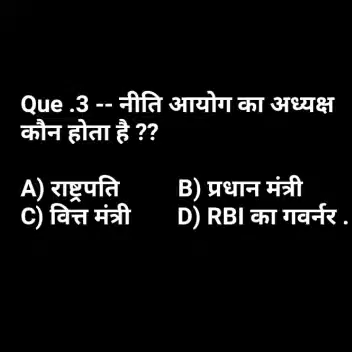 Que .3 -- नीति आयोग का अध्यक्ष
कौन होता है ??
A) राष्ट्रपति B) प्रधान मंत्री
C) वित्त मंत्री D) RBI का गवर्नर .